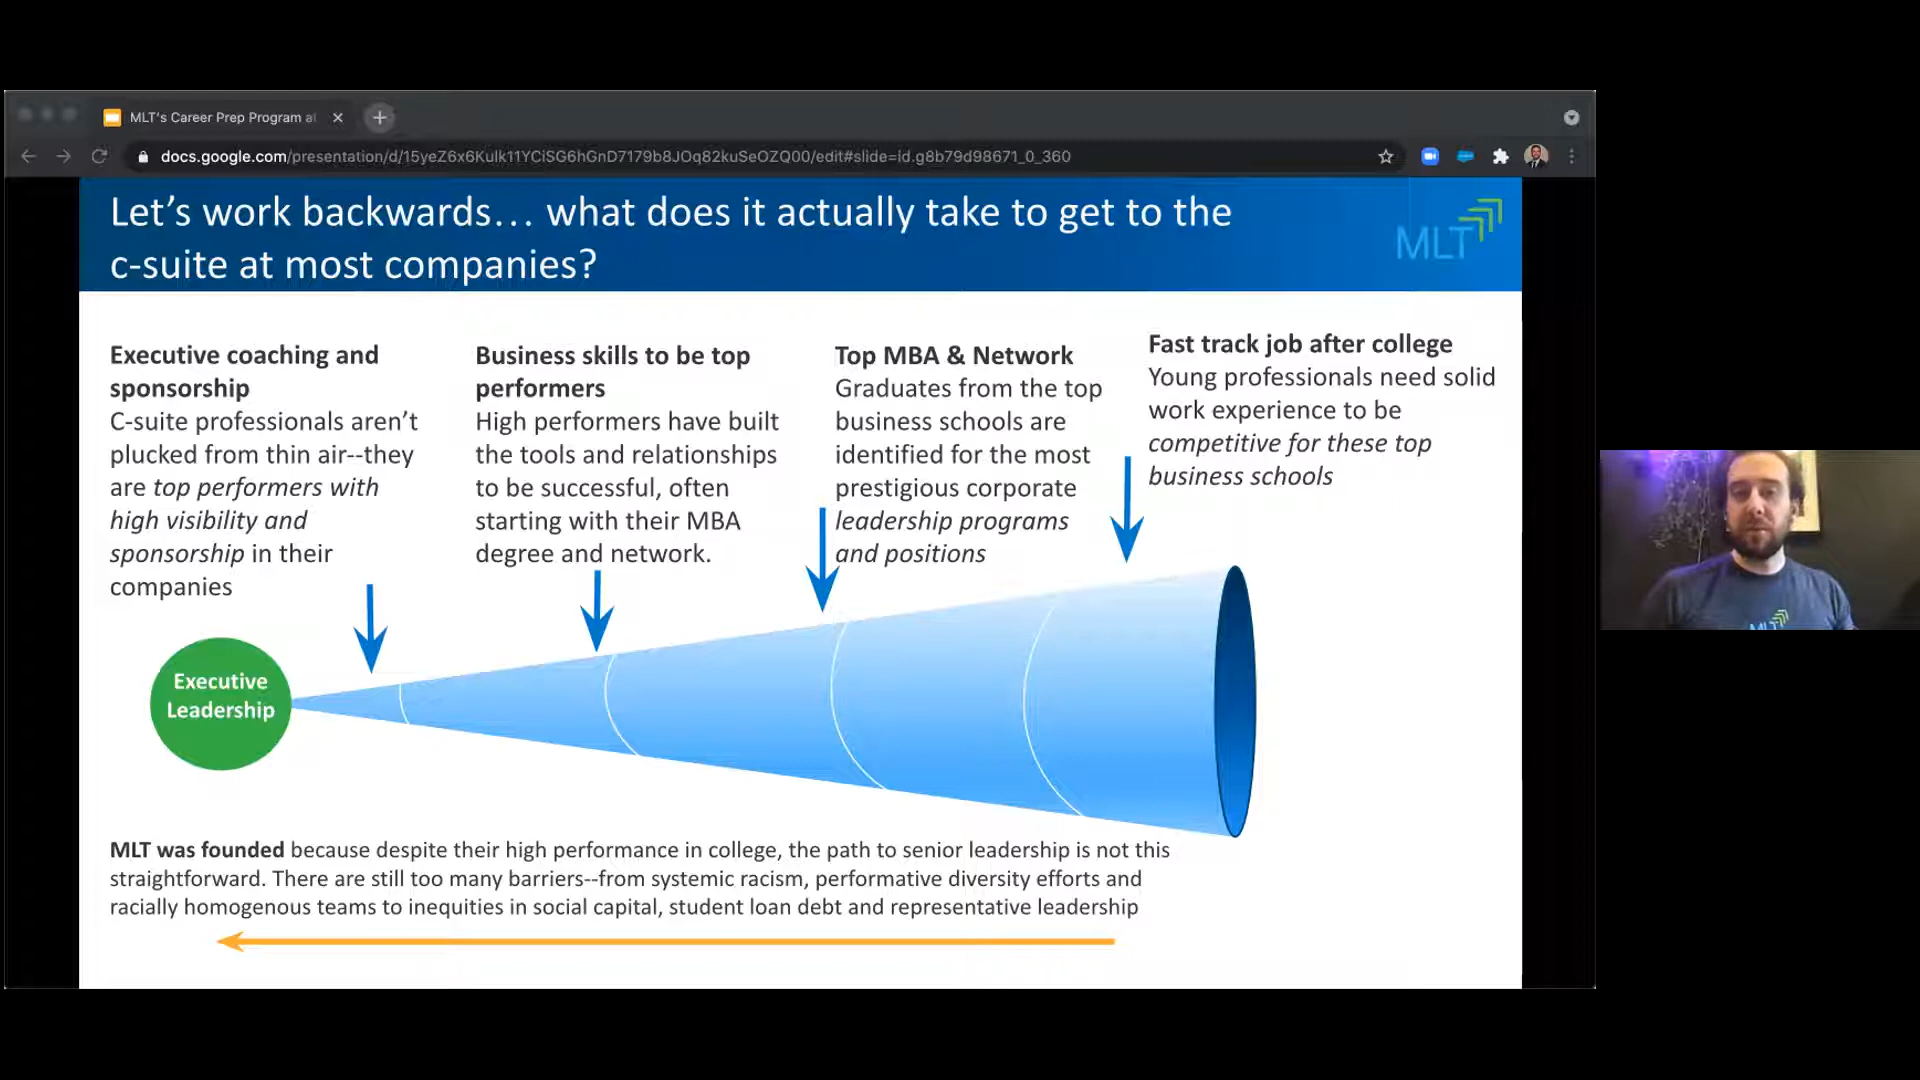 MLT's Career Prep Program a
docs.google.com/presentation/d/15yeZ6x6Kulk11YCiSG6hGnD7179b8JOq82kuSeOZQ00/edit#slide=id.g8b79d98671_0_360
Let's work backwards… what does it actually take to get to the
c-suite at most companies?
MLT
Executive coaching and
sponsorship
C-suite professionals aren't
plucked from thin air--they
are top performers with
high visibility and
sponsorship in their
companies
Business skills to be top
performers
High performers have built
the tools and relationships
to be successful, often
starting with their MBA
degree and network.
Top MBA & Network
Graduates from the top
business schools are
identified for the most
prestigious corporate
leadership programs
and positions
Fast track job after college
Young professionals need solid
work experience to be
competitive for these top
business schools
Executive
Leadership
MLT was founded because despite their high performance in college, the path to senior leadership is not this
straightforward. There are still too many barriers--from systemic racism, performative diversity efforts and
racially homogenous teams to inequities in social capital, student loan debt and representative leadership
MLT